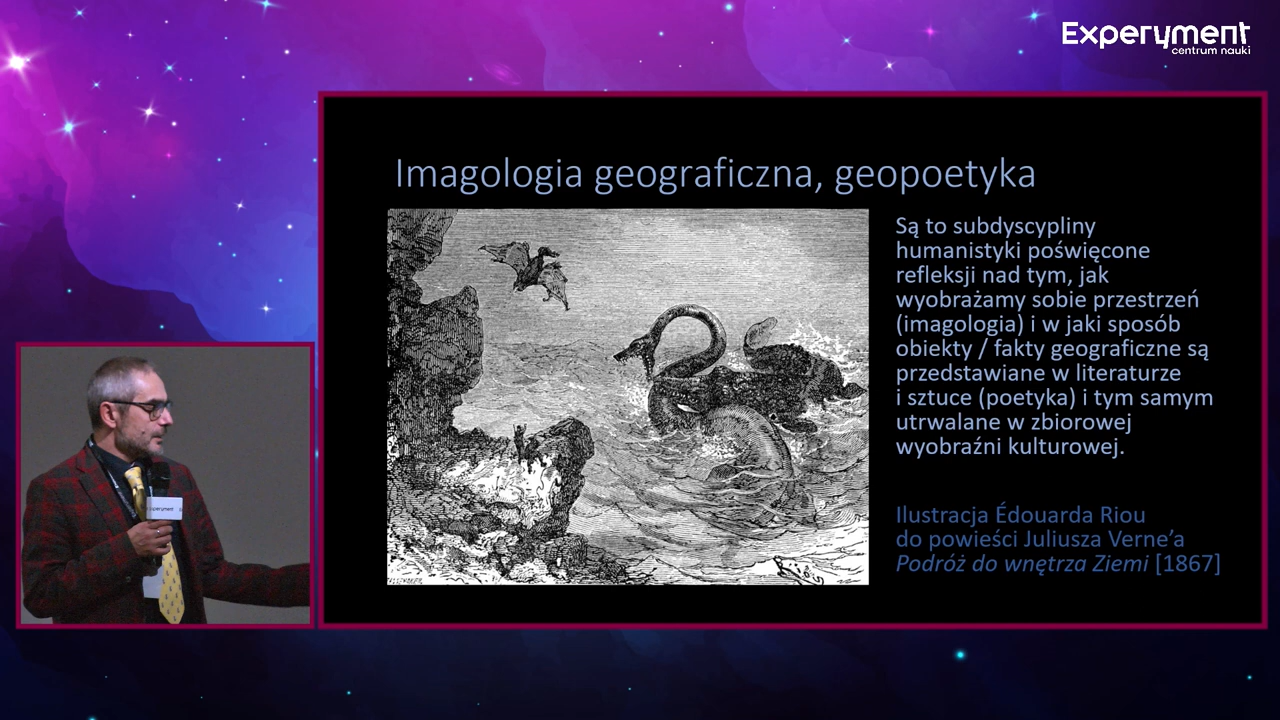 Experyment
centrum nauki
Imagologia geograficzna, geopoetyka
Są to subdyscypliny
humanistyki poświęcone
refleksji nad tym, jak
wyobrażamy sobie przestrzeń
(imagologia) i w jaki sposób
obiekty / fakty geograficzne są
przedstawiane w literaturze
i sztuce (poetyka) i tym samym
utrwalane w zbiorowej
wyobraźni kulturowej.
Ilustracja Édouarda Riou
do powieści Juliusza Verne’a
Podróż do wnętrza Ziemi [1867]
Riou
experyment